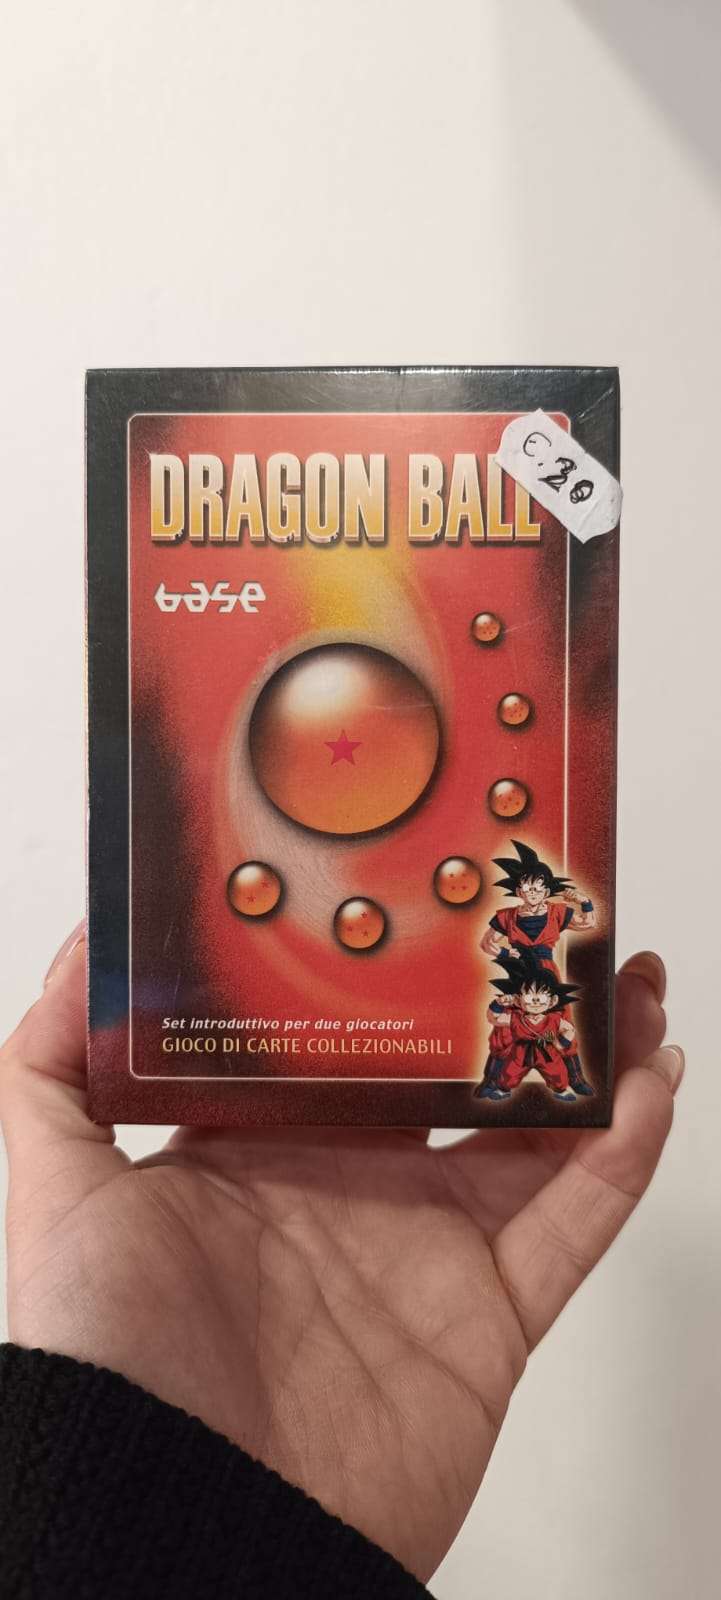 €.20
DRAGON BALL
base
Set introduttivo per due giocatori
GIOCO DI CARTE COLLEZIONABILI